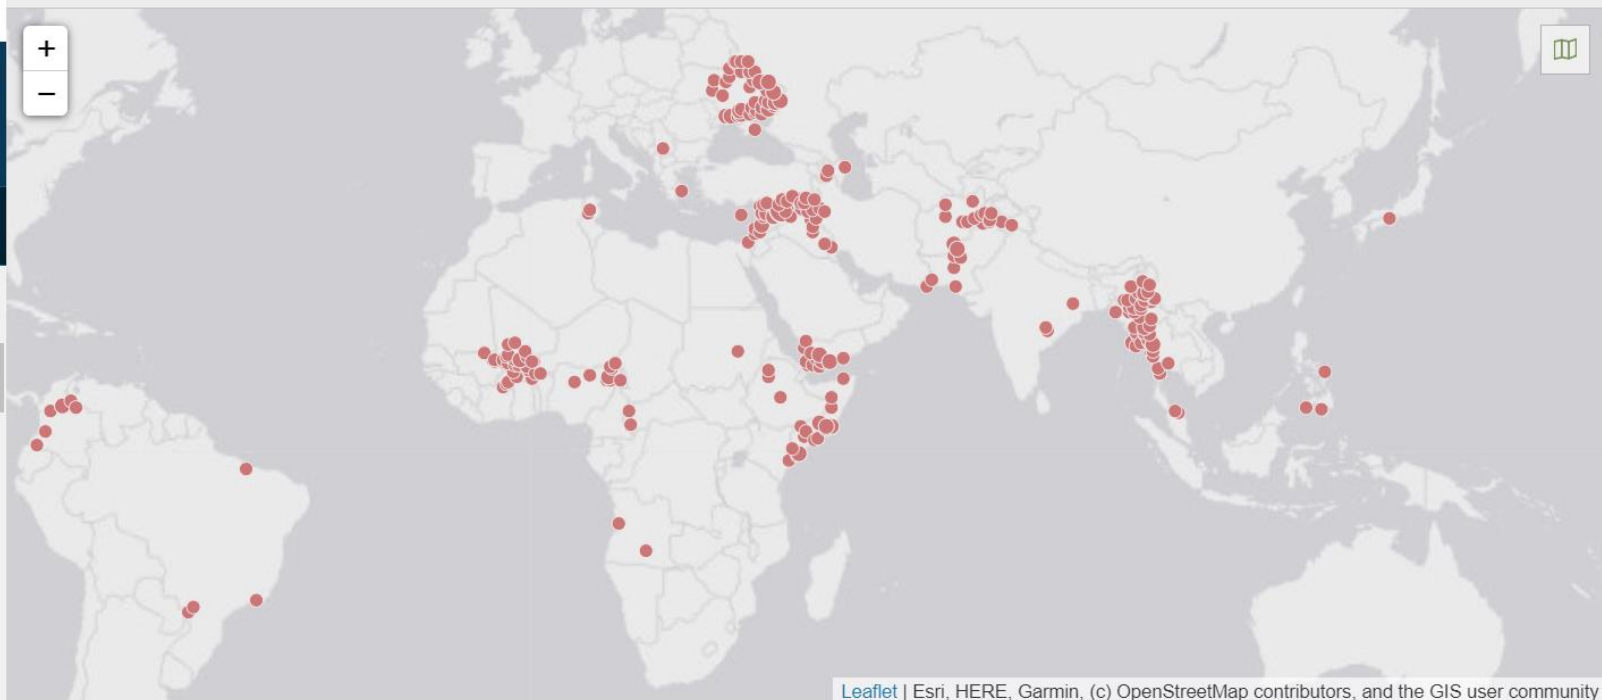 +
−
Leaflet | Esri, HERE, Garmin, (c) OpenStreetMap contributors, and the GIS user community